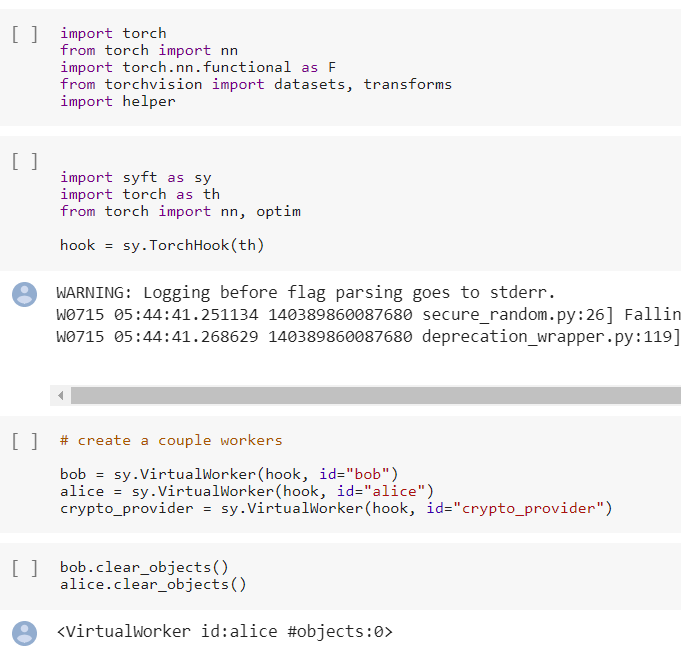 [ ] import torch
from torch import nn
import torch.nn.functional as F
from torchvision import datasets, transforms
import helper
[ ]
import syft as sy
import torch as th
from torch import nn, optim
hook = sy.TorchHook(th)
WARNING: Logging before flag parsing goes to stderr.
W0715 05:44:41.251134 140389860087680 secure_random.py:26] Fallin
W0715 05:44:41.268629 140389860087680 deprecation_wrapper.py:119]
[ ] # create a couple workers
bob = sy.VirtualWorker(hook, id="bob")
alice = sy.VirtualWorker(hook, id="alice")
crypto_provider = sy.VirtualWorker(hook, id="crypto_provider")
[ ] bob.clear_objects()
alice.clear_objects()
<VirtualWorker id:alice #objects:0>